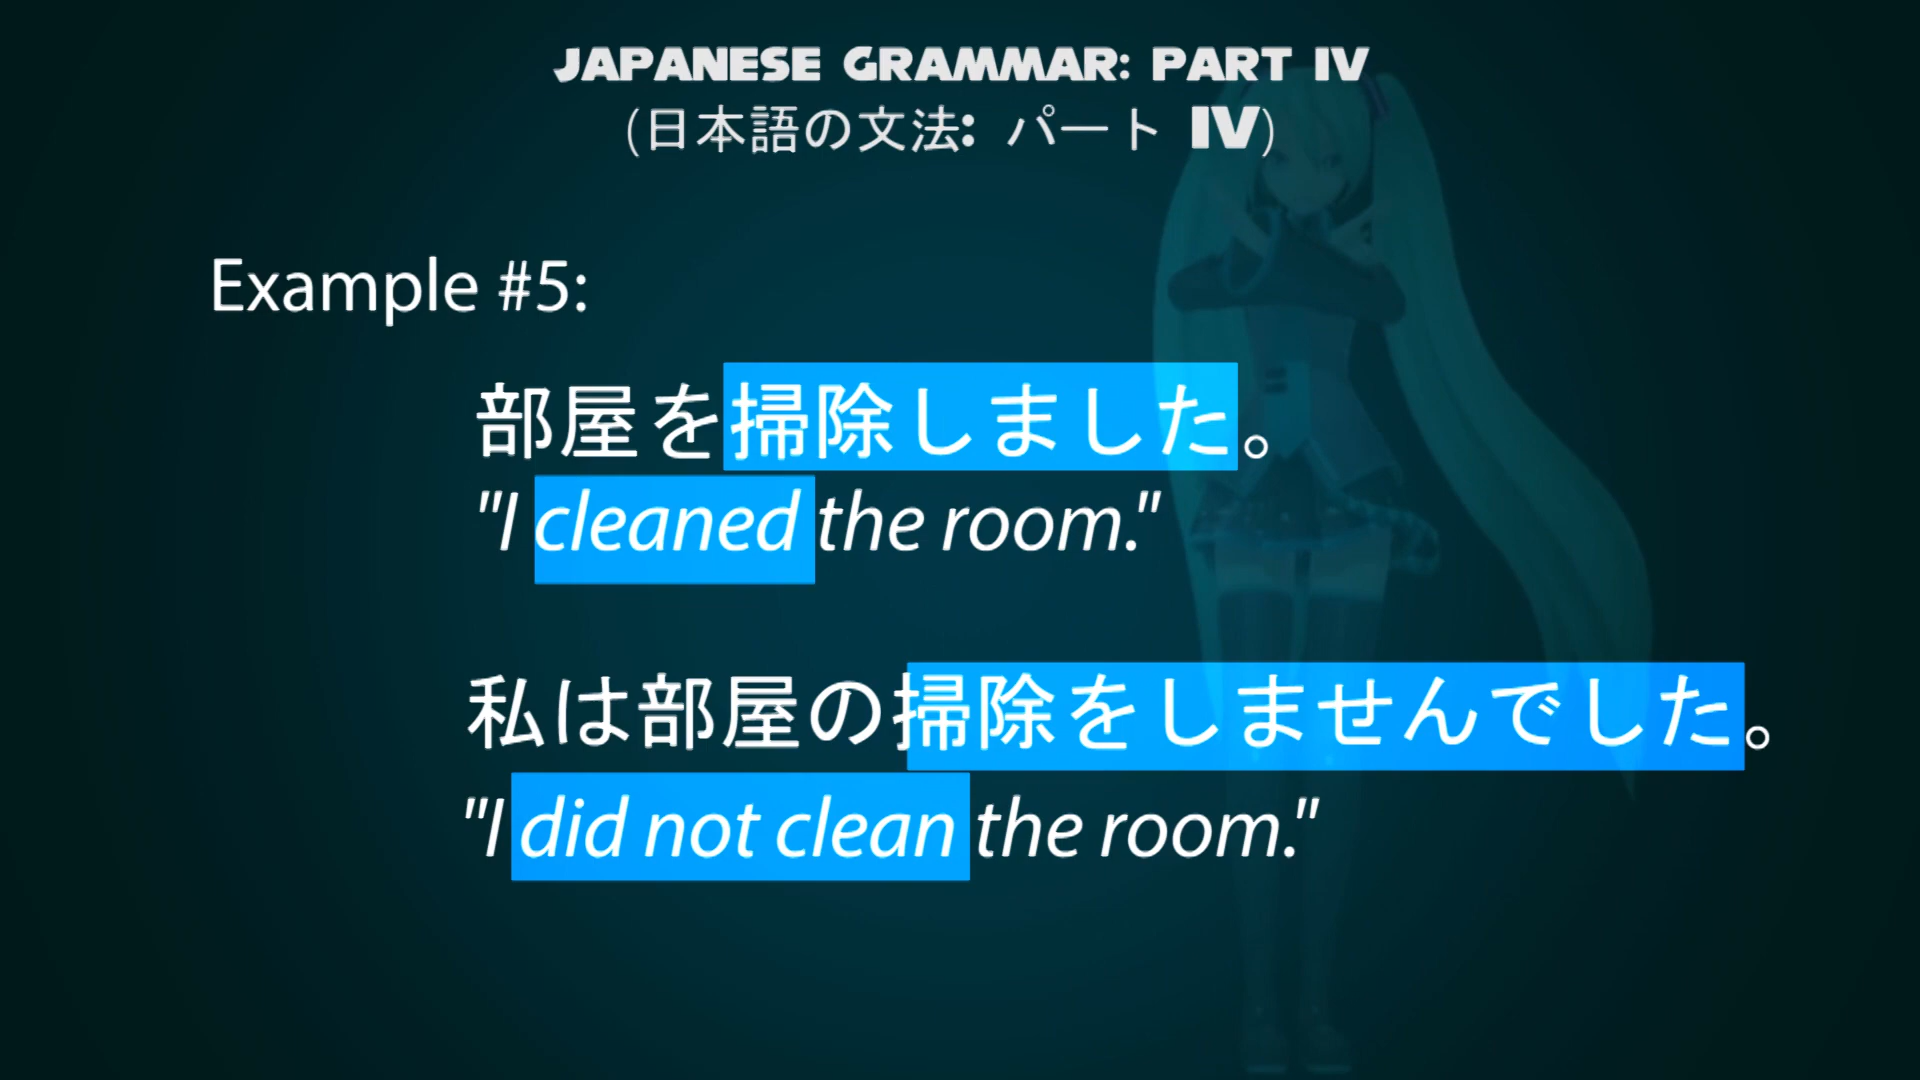 JAPANESE GRAMMAR: PART IV
(日本語の文法: パート IV)
Example #5:
部屋を掃除しました。
"I cleaned the room."
私は部屋の掃除をしませんでした。
"I did not clean the room."